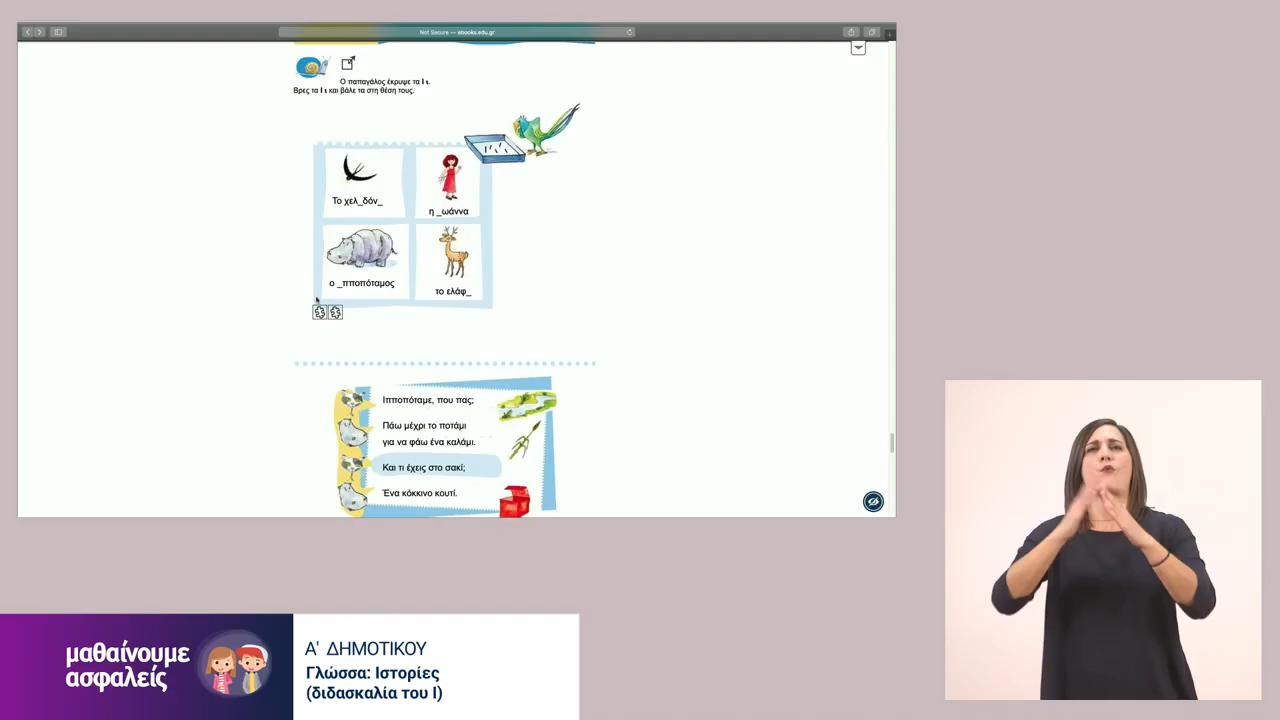 Not Secure — ebooks.edu.gr
Ο παπαγάλος έκρυψε τα Ι ι.
Βρες τα Ι ι και βάλε τα στη θέση τους.
Το χελ_δόν_
η _ωάννα
ο _πποπόταμος
το ελάφ_
Ιπποπόταμε, που πας;
Πάω μέχρι το ποτάμι
για να φάω ένα καλάμι.
Και τι έχεις στο σακί;
Ένα κόκκινο κουτί.
μαθαίνουμε
ασφαλείς
Α' ΔΗΜΟΤΙΚΟΥ
Γλώσσα: Ιστορίες
(διδασκαλία του Ι)